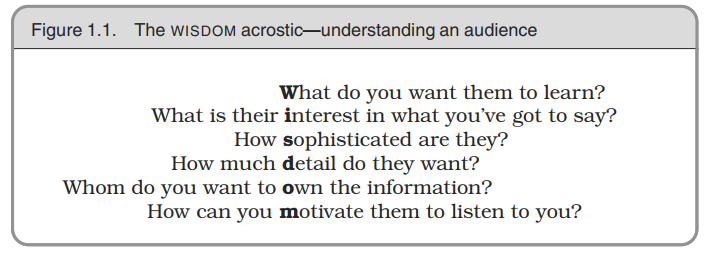 Figure 1.1. The WISDOM acrostic—understanding an audience
What do you want them to learn?
What is their interest in what you've got to say?
How sophisticated are they?
How much detail do they want?
Whom do you want to own the information?
How can you motivate them to listen to you?